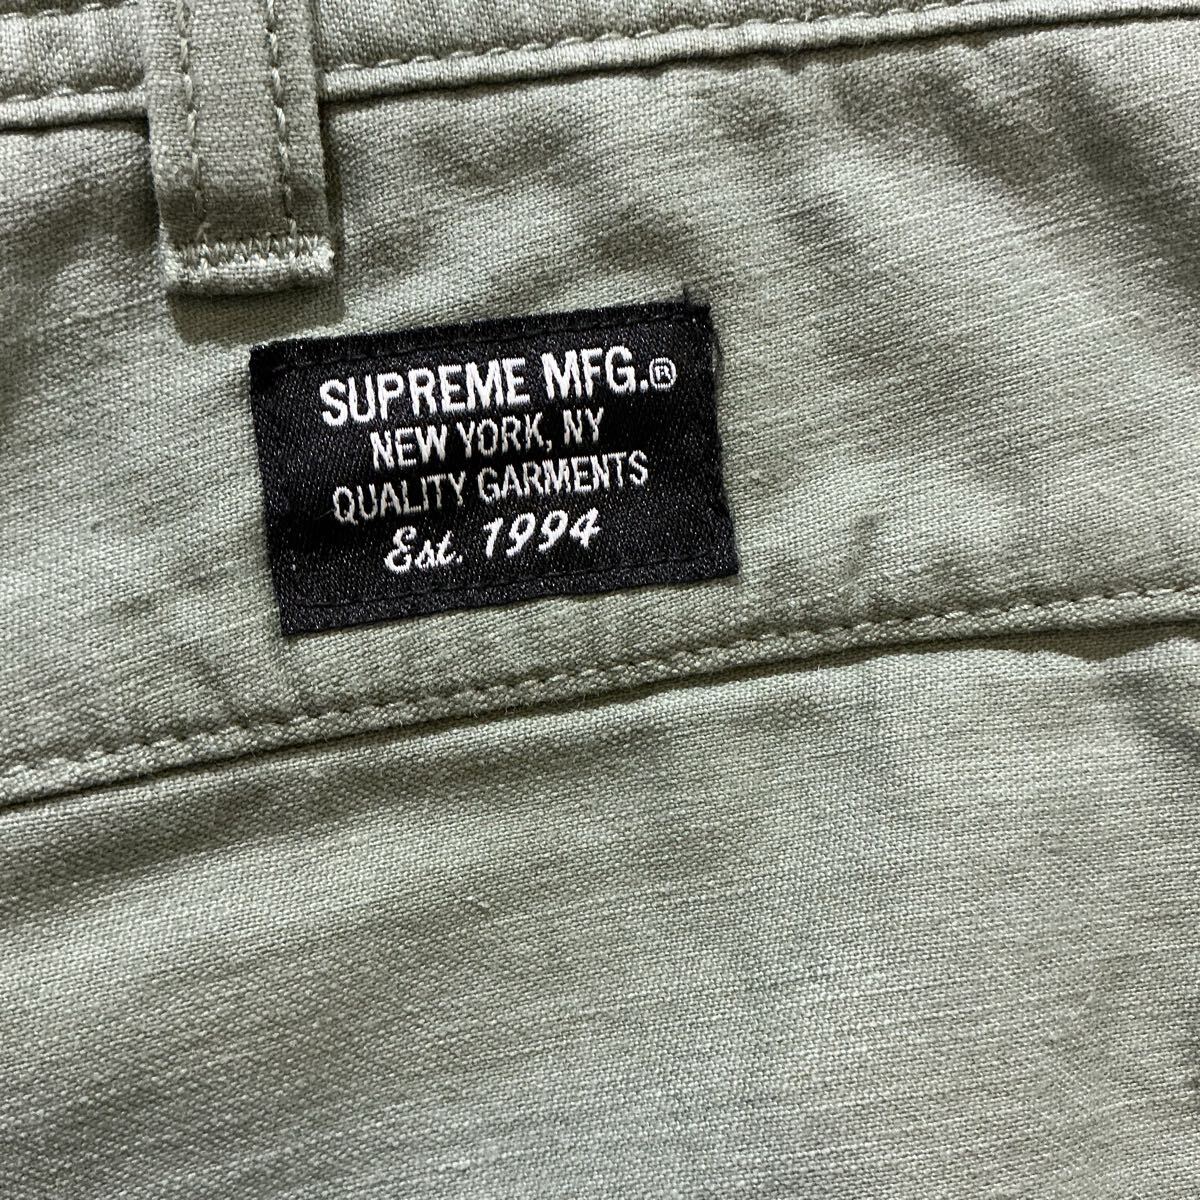 SUPREME MFG.®
NEW YORK, NY
QUALITY GARMENTS
Est. 1994